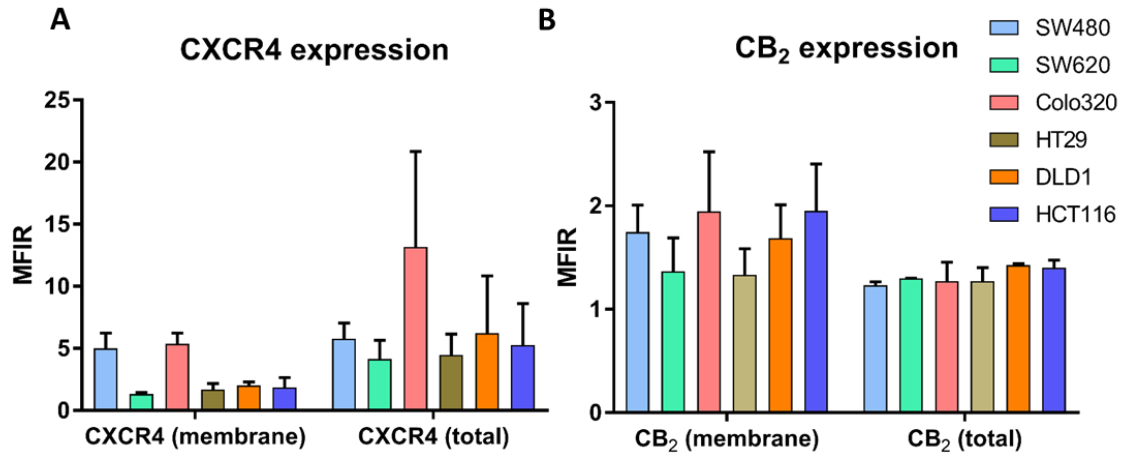 A
CXCR4 expression
MFIR
25
20
15
10
5
0
CXCR4 (membrane)
CXCR4 (total)
B
CB₂ expression
MFIR
3
2
1
0
CB₂ (membrane)
CB₂ (total)
SW480
SW620
Colo320
HT29
DLD1
HCT116